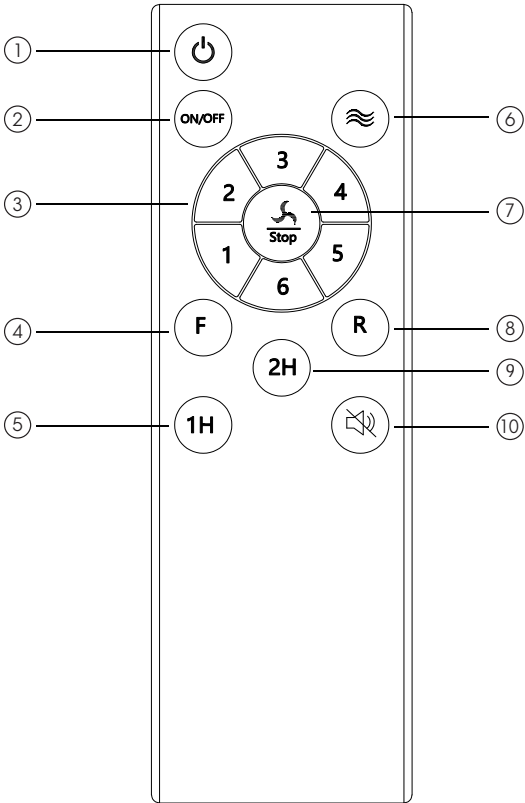 ①
② ON/OFF ⑥
3
③ 2 4
Stop ⑦
1 5
6
④ F R ⑧
2H ⑨
⑤ 1H ⑩